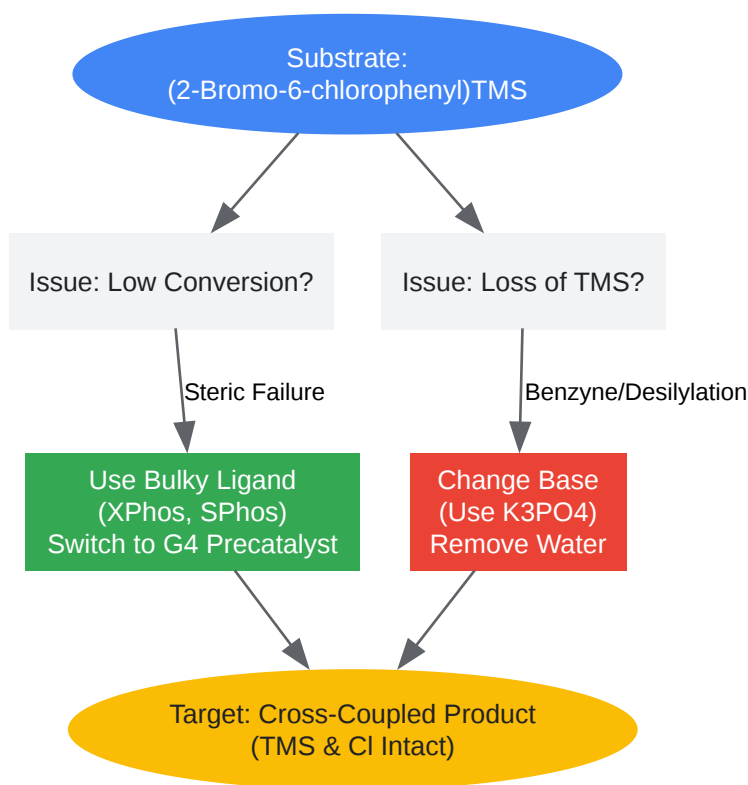 Substrate:
(2-Bromo-6-chlorophenyl)TMS
Issue: Low Conversion?
Issue: Loss of TMS?
Steric Failure
Benzyne/Desilylation
Use Bulky Ligand
(XPhos, SPhos)
Switch to G4 Precatalyst
Change Base
(Use K3PO4)
Remove Water
Target: Cross-Coupled Product
(TMS & Cl Intact)